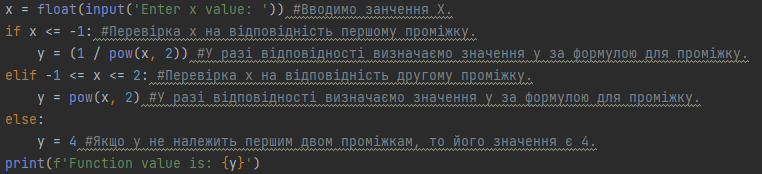 x = float(input('Enter x value: ')) #Вводимо занчення X.
if x <= -1: #Перевірка x на відповідність першому проміжку.
    y = (1 / pow(x, 2)) #У разі відповідності визначаємо значення y за формулою для проміжку.
elif -1 <= x <= 2: #Перевірка x на відповідність другому проміжку.
    y = pow(x, 2) #У разі відповідності визначаємо значення y за формулою для проміжку.
else:
    y = 4 #Якщо y не належить першим двом проміжкам, то його значення є 4.
print(f'Function value is: {y}')